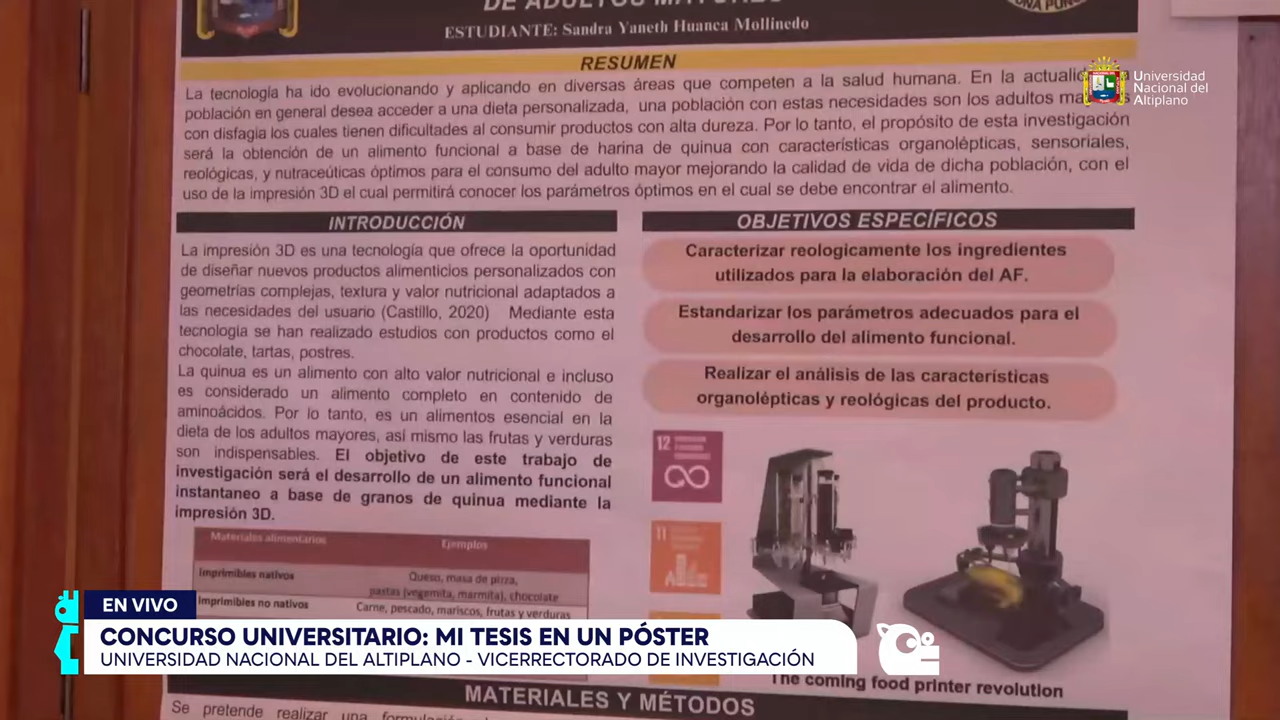 DE ADULTOS MAYORES
ESTUDIANTE: Sandra Yaneth Huanca Mollinedo
RESUMEN
La tecnología ha ido evolucionando y aplicando en diversas áreas que competen a la salud humana. En la
población en general desea acceder a una dieta personalizada, una población con estas necesidades son los adultos
con disfagia los cuales tienen dificultades al consumir productos con alta dureza. Por lo tanto, el propósito de esta investigación
será la obtención de un alimento funcional a base de harina de quinua con características organolépticas, sensoriales,
reológicas, y nutraceúticas óptimos para el consumo del adulto mayor mejorando la calidad de vida de dicha población, con el
uso de la impresión 3D el cual permitirá conocer los parámetros óptimos en el cual se debe encontrar el alimento.
Universidad
Nacional del
Altiplano
INTRODUCCIÓN
La impresión 3D es una tecnología que ofrece la oportunidad
de diseñar nuevos productos alimenticios personalizados con
geometrías complejas, textura y valor nutricional adaptados a
las necesidades del usuario (Castillo, 2020) Mediante esta
tecnología se han realizado estudios con productos como el
chocolate, tartas, postres.
La quinua es un alimento con alto valor nutricional e incluso
es considerado un alimento completo en contenido de
aminoácidos. Por lo tanto, es un alimentos esencial en la
dieta de los adultos mayores, así mismo las frutas y verduras
son indispensables. El objetivo de este trabajo de
investigación será el desarrollo de un alimento funcional
instantaneo a base de granos de quinua mediante la
impresión 3D.
Materiales alimentarios Ejemplos
Imprimibles nativos Queso, masa de pizza,
pastas (vegemita, marmita), chocolate
Imprimibles no nativos Carne, pescado, mariscos, frutas y verduras
OBJETIVOS ESPECÍFICOS
Caracterizar reologicamente los ingredientes
utilizados para la elaboración del AF.
Estandarizar los parámetros adecuados para el
desarrollo del alimento funcional.
Realizar el análisis de las características
organolépticas y reológicas del producto.
12
11
The coming food printer revolution
EN VIVO
CONCURSO UNIVERSITARIO: MI TESIS EN UN PÓSTER
UNIVERSIDAD NACIONAL DEL ALTIPLANO - VICERRECTORADO DE INVESTIGACIÓN
MATERIALES Y MÉTODOS
Se pretende realizar una